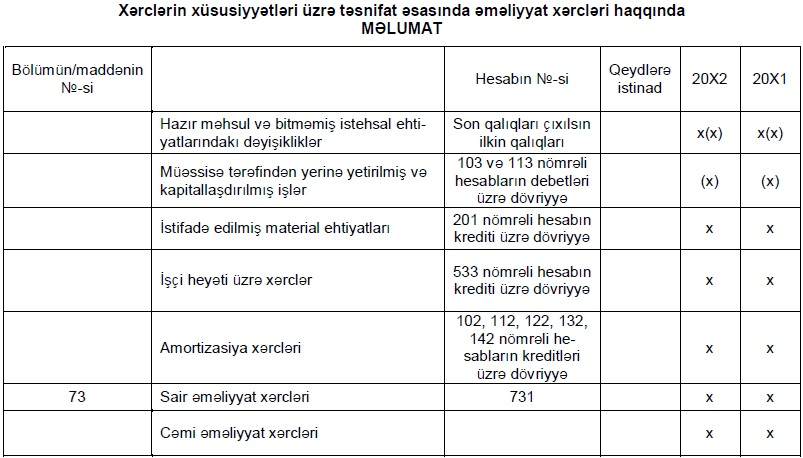 Xərclərin xüsusiyyətləri üzrə təsnifat əsasında əməliyyat xərcləri haqqında
MƏLUMAT
Bölümün/maddənin
№-si
Hesabın №-si
Qeydlərə
istinad
20X2
20X1
Hazır məhsul və bitməmiş istehsal ehti-
yatlarındakı dəyişikliklər
Son qalıqları çıxılsın
ilkin qalıqları
x(x)
x(x)
Müəssisə tərəfindən yerinə yetirilmiş və
kapitallaşdırılmış işlər
103 və 113 nömrəli
hesabların debetləri
üzrə dövriyyə
(x)
(x)
İstifadə edilmiş material ehtiyatları
201 nömrəli hesabın
krediti üzrə dövriyyə
x
x
İşçi heyəti üzrə xərclər
533 nömrəli hesabın
krediti üzrə dövriyyə
x
x
Amortizasiya xərcləri
102, 112, 122, 132,
142 nömrəli he-
sabların kreditləri
üzrə dövriyyə
x
x
73
Sair əməliyyat xərcləri
731
x
x
Cəmi əməliyyat xərcləri
x
x